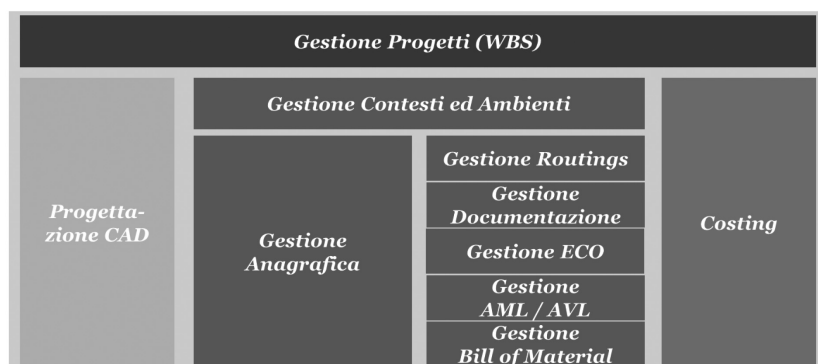 Gestione Progetti (WBS)
Gestione Contesti ed Ambienti
Progetta-
zione CAD
Gestione
Anagrafica
Gestione Routings
Gestione
Documentazione
Gestione ECO
Gestione
AML / AVL
Gestione
Bill of Material
Costing